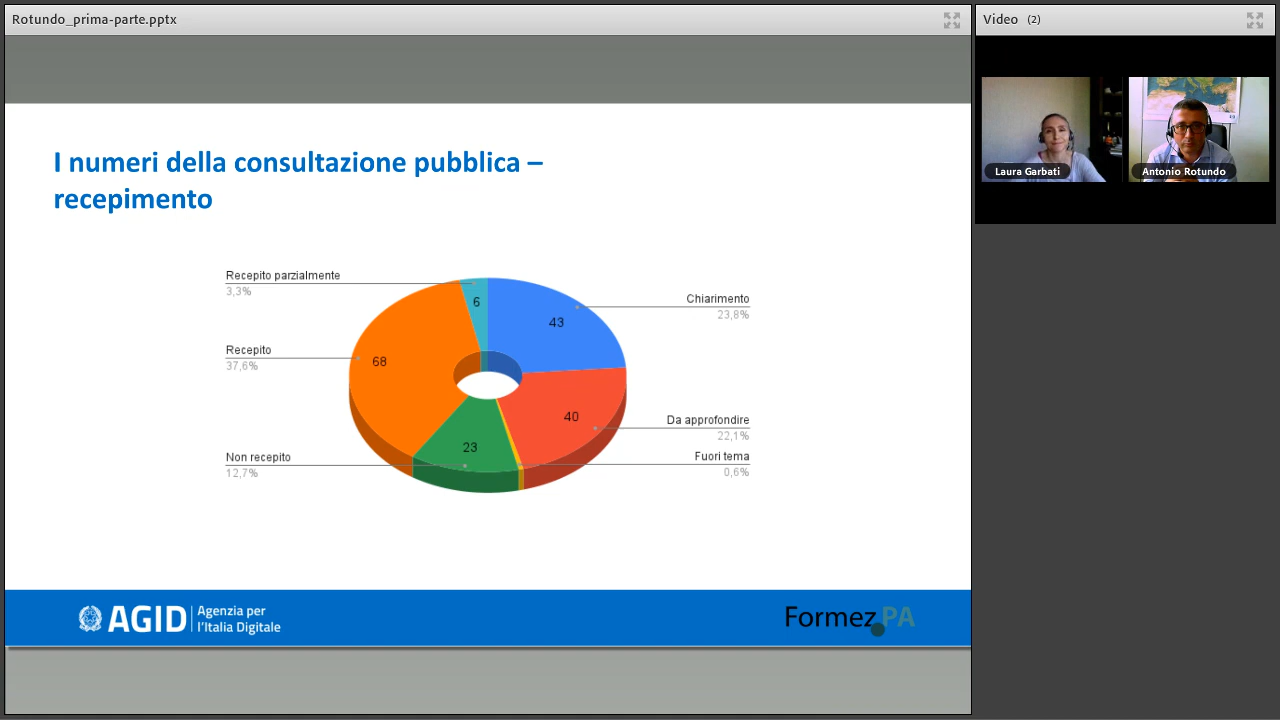 Rotundo_prima-parte.pptx
Video (2)
Laura Garbati
Antonio Rotundo
I numeri della consultazione pubblica –
recepimento
Recepito parzialmente
3,3%
6
Chiarimento
23,8%
43
Recepito
37,6%
68
Da approfondire
22,1%
40
Fuori tema
0,6%
Non recepito
12,7%
23
AGID
Agenzia per
l'Italia Digitale
Formez PA